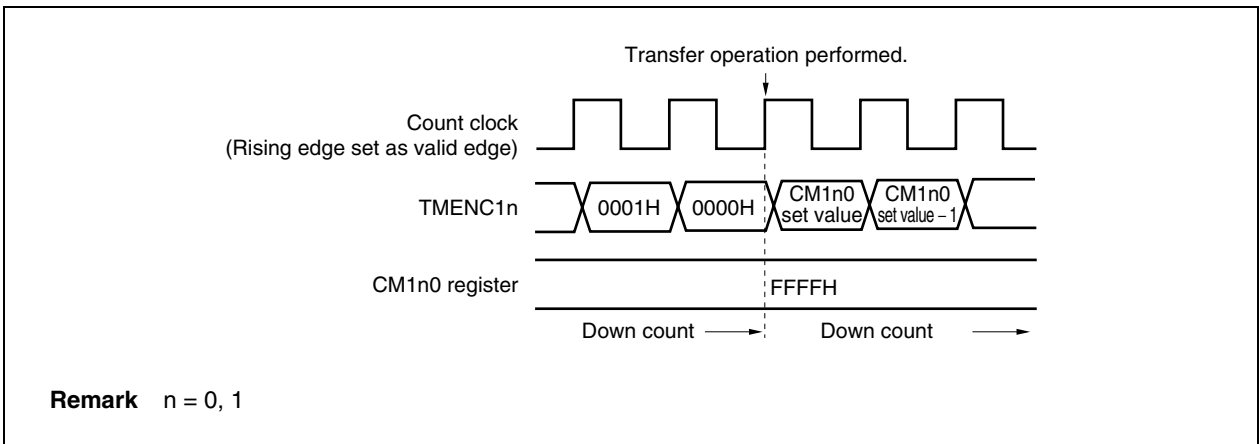 Transfer operation performed.
Count clock
(Rising edge set as valid edge)
TMENC1n
0001H
0000H
CM1n0
set value
CM1n0
set value – 1
CM1n0 register
FFFFH
Down count
Down count
Remark n = 0, 1